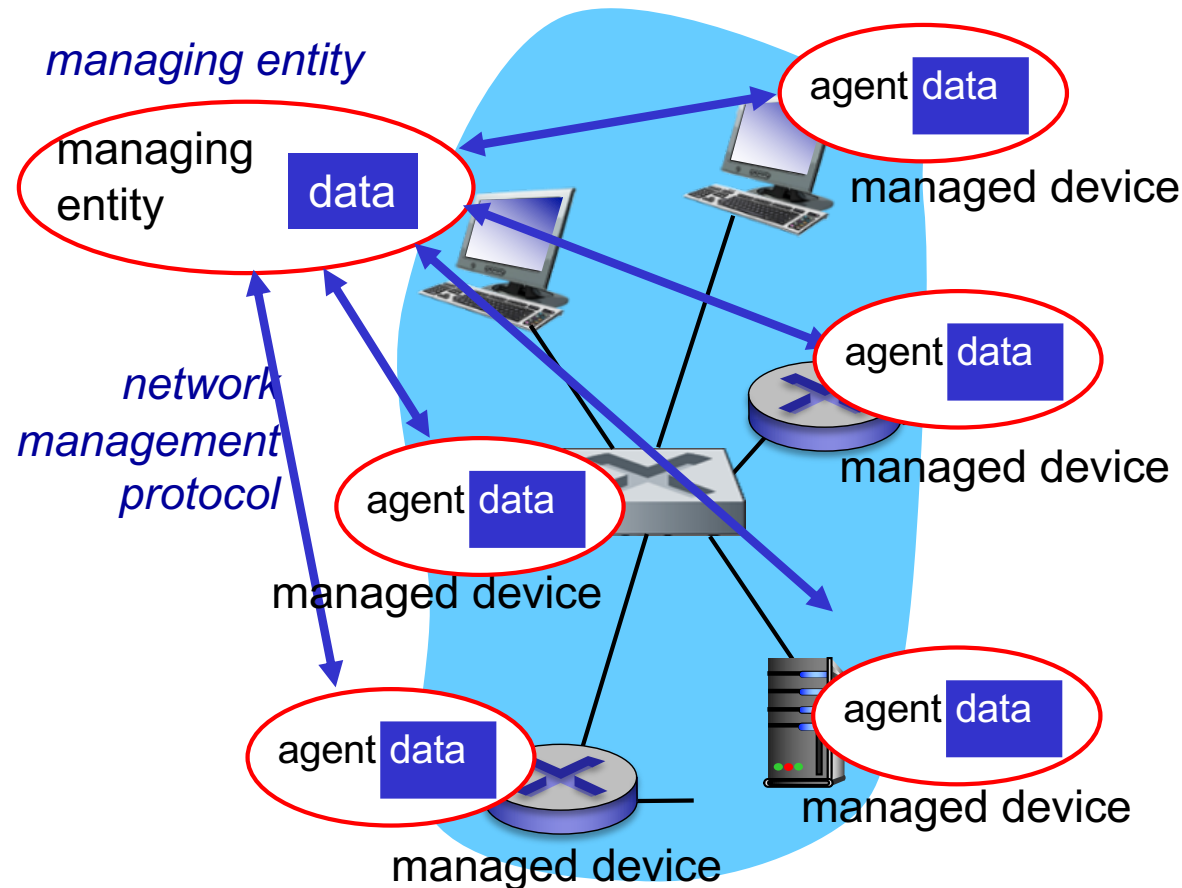 managing entity
agent data
managing
entity
data
managed device
agent data
network
management
protocol
managed device
agent data
managed device
agent data
agent data
managed device
managed device